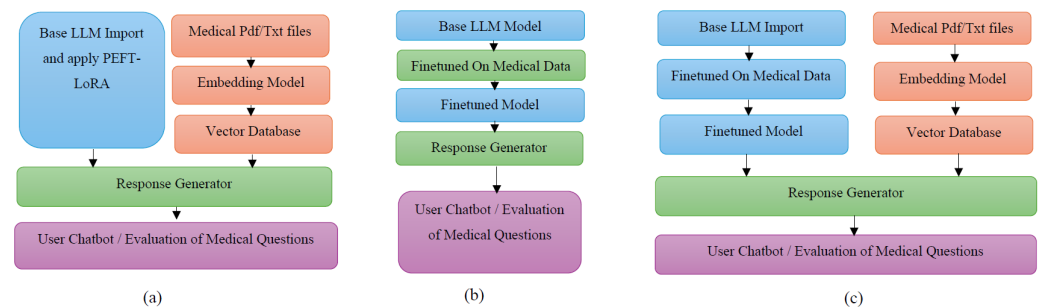 Base LLM Import
and apply PEFT-
LoRA
Medical Pdf/Txt files
Embedding Model
Vector Database
Response Generator
User Chatbot / Evaluation of Medical Questions
(a)
Base LLM Model
Finetuned On Medical Data
Finetuned Model
Response Generator
User Chatbot / Evaluation
of Medical Questions
(b)
Base LLM Import
Finetuned On Medical Data
Finetuned Model
Medical Pdf/Txt files
Embedding Model
Vector Database
Response Generator
User Chatbot / Evaluation of Medical Questions
(c)